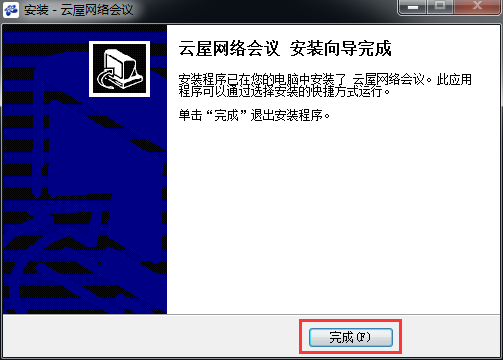 安装 - 云屋网络会议
云屋网络会议 安装向导完成
安装程序已在您的电脑中安装了 云屋网络会议。此应用
程序可以通过选择安装的快捷方式运行。
单击“完成”退出安装程序。
完成(F)